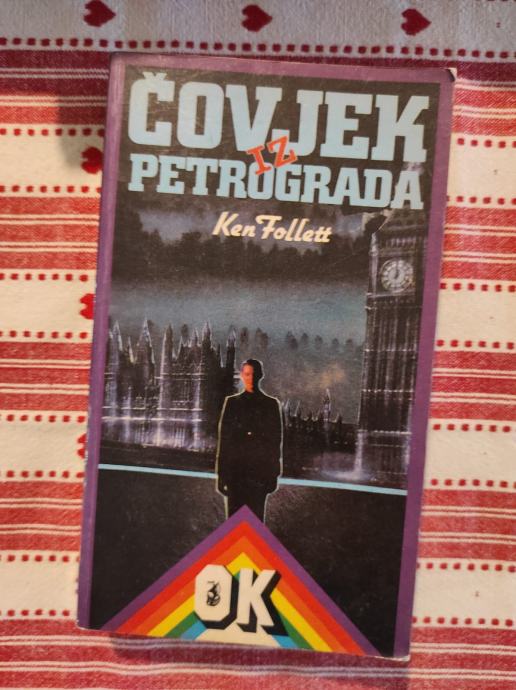 ČOVJEK
IZ
PETROGRADA
Ken Follett
OK